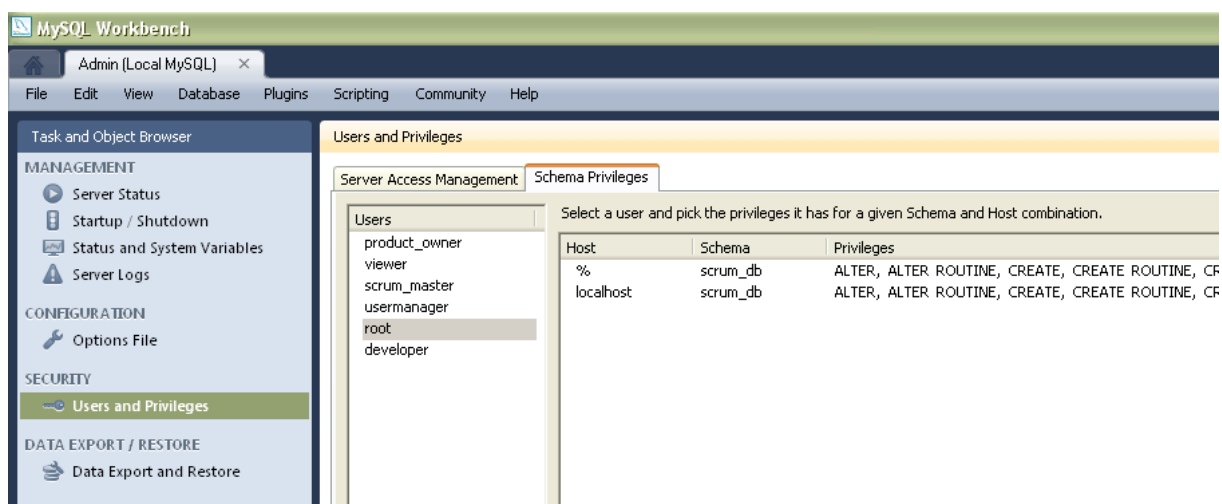 MySQL Workbench
Admin (Local MySQL)
File Edit View Database Plugins Scripting Community Help
Task and Object Browser
MANAGEMENT
Server Status
Startup / Shutdown
Status and System Variables
Server Logs
CONFIGURATION
Options File
SECURITY
Users and Privileges
DATA EXPORT / RESTORE
Data Export and Restore
Users and Privileges
Server Access Management Schema Privileges
Users
product_owner
viewer
scrum_master
usermanager
root
developer
Select a user and pick the privileges it has for a given Schema and Host combination.
Host Schema Privileges
% scrum_db ALTER, ALTER ROUTINE, CREATE, CREATE ROUTINE, CR
localhost scrum_db ALTER, ALTER ROUTINE, CREATE, CREATE ROUTINE, CR